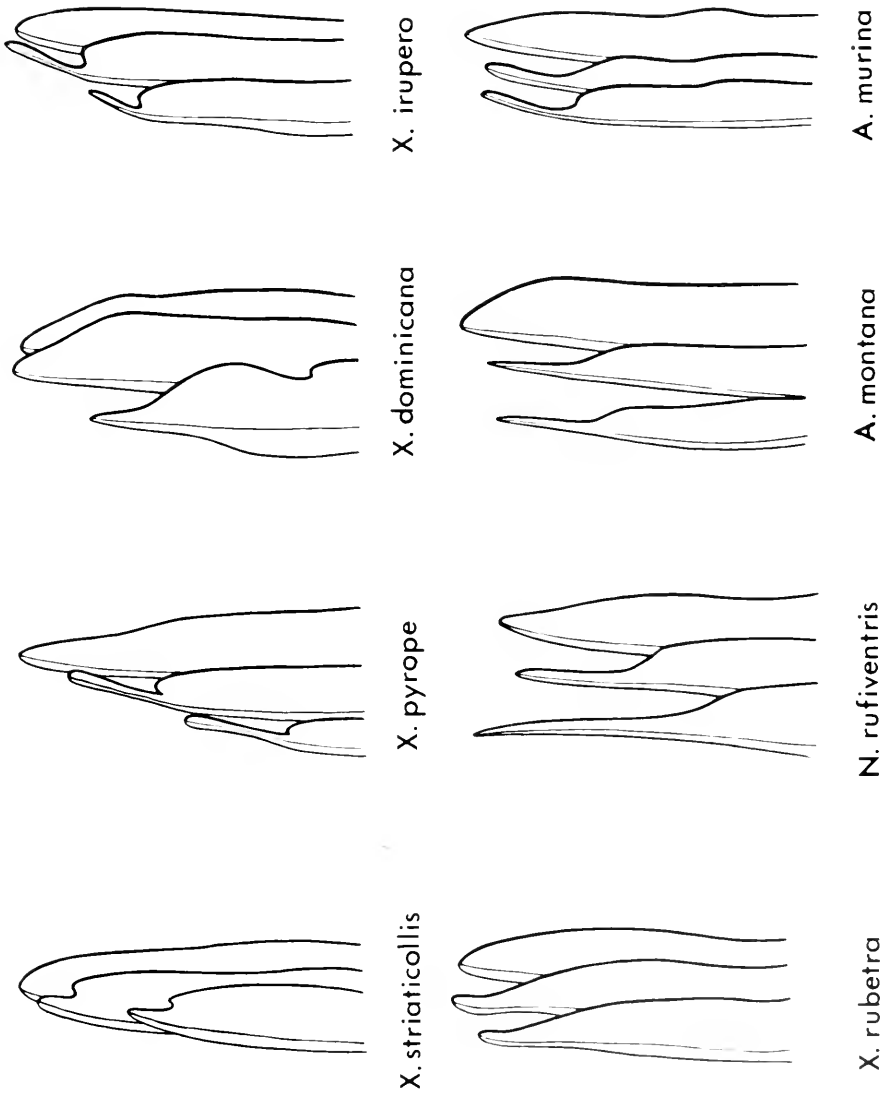 X. striaticollis
X. pyrope
X. dominicana
X. irupero
X. rubetra
N. rufiventris
A. montana
A. murina